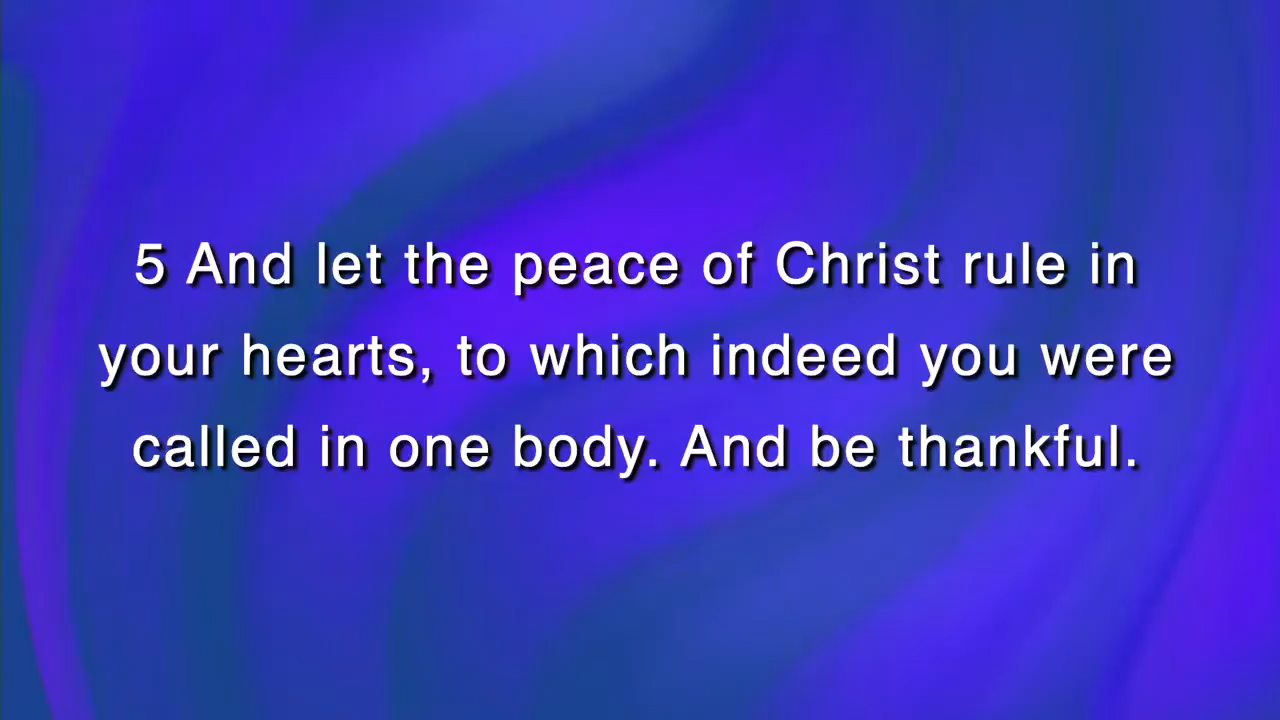 5 And let the peace of Christ rule in
your hearts, to which indeed you were
called in one body. And be thankful.